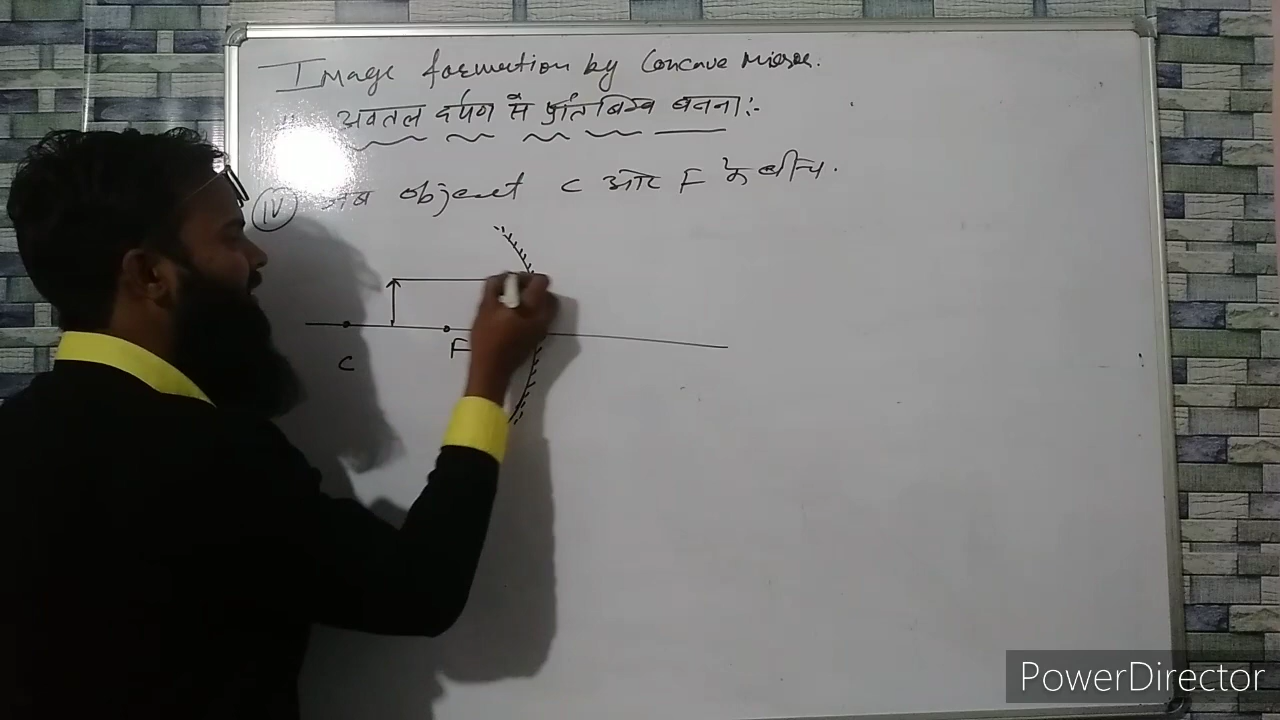 Image formation by Concave Mirror.
अवतल दर्पण से प्रतिबिम्ब बनना:-
(IV) जब object C और F के बीच.
C
F
PowerDirector